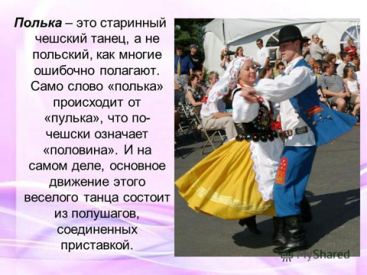 Полька – это старинный
чешский танец, а не
польский, как многие
ошибочно полагают.
Само слово «полька»
происходит от
«пулька», что по-
чешски означает
«половина». И на
самом деле, основное
движение этого
веселого танца состоит
из полушагов,
соединенных
приставкой.
MyShared